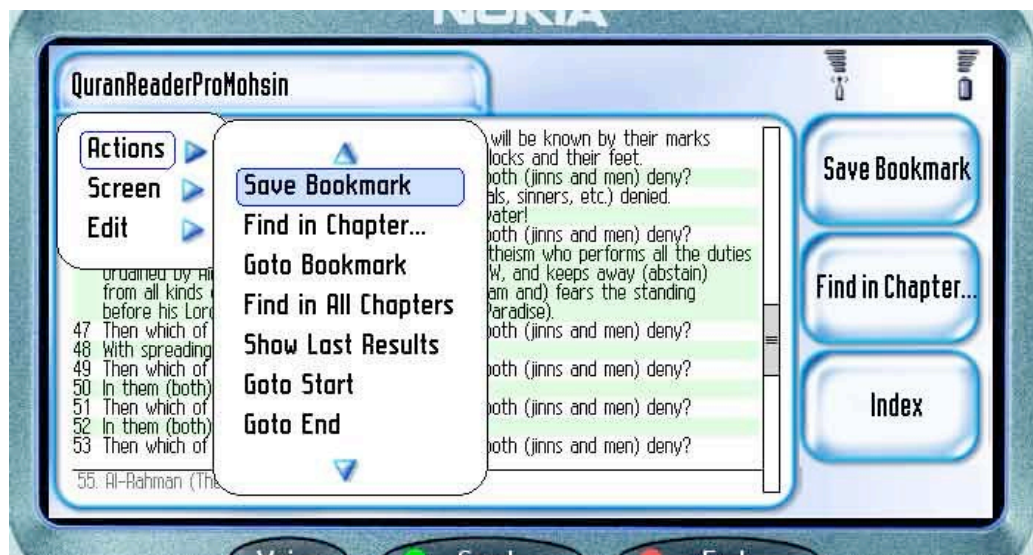 NOKIA
QuranReaderProMohsin
Actions
Screen
Edit
Save Bookmark
Find in Chapter...
Goto Bookmark
Find in All Chapters
Show Last Results
Goto Start
Goto End
will be known by their marks
locks and their feet.
both (jinns and men) deny?
als, sinners, etc.) denied.
water!
both (jinns and men) deny?
theism who performs all the duties
ordained by W, and keeps away (abstain)
from all kinds am and) fears the standing
before his Lord Paradise).
47 Then which of both (jinns and men) deny?
48 With spreading
49 Then which of both (jinns and men) deny?
50 In them (both)
51 Then which of both (jinns and men) deny?
52 In them (both)
53 Then which of both (jinns and men) deny?
55. Al-Rahman (The
Save Bookmark
Find in Chapter...
Index